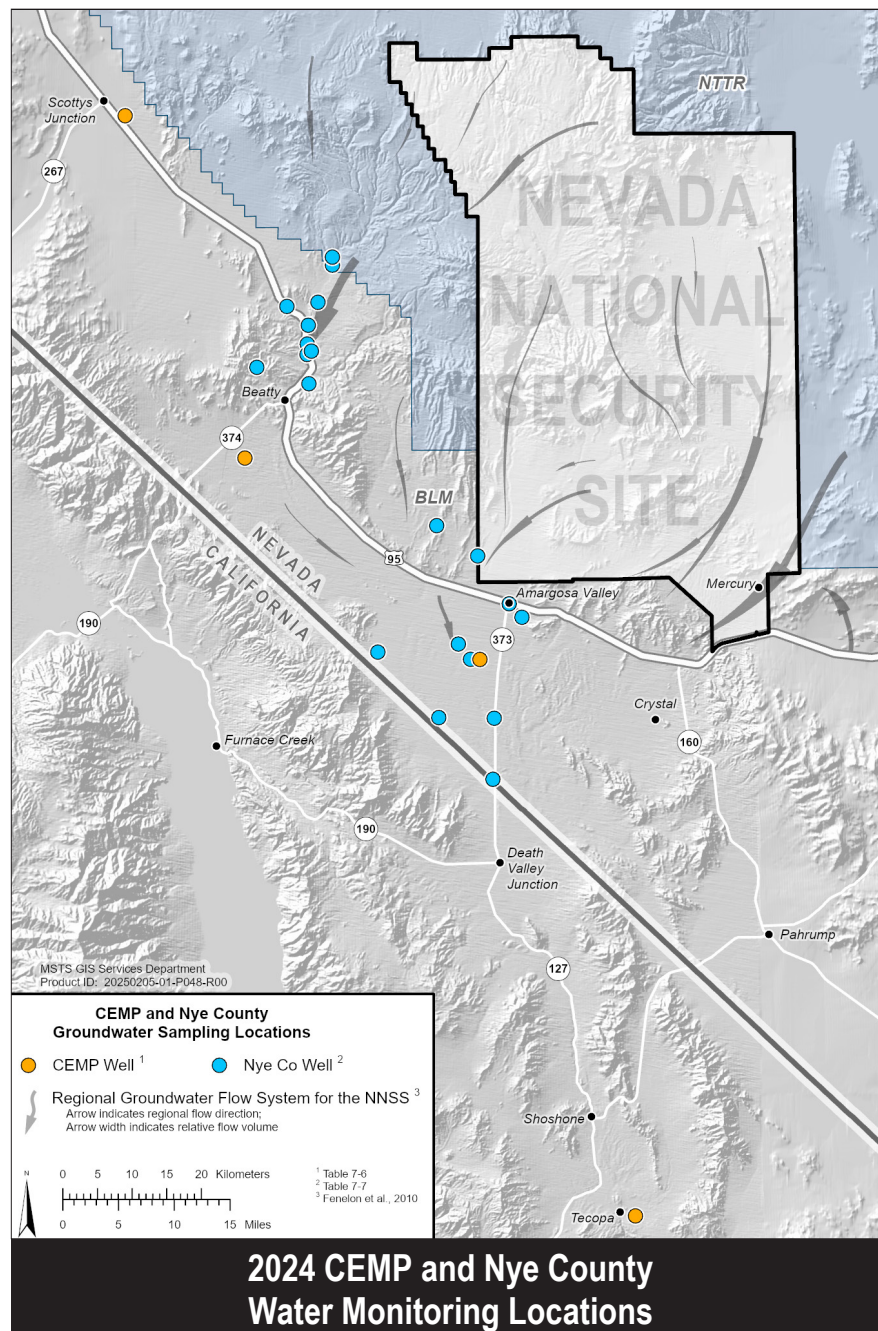 NTTR
Scottys
Junction
267
NEVADA
NATIONAL
SECURITY
SITE
Beatty
374
BLM
NEVADA
CALIFORNIA
95
Mercury
Amargosa Valley
190
373
Crystal
160
Furnace Creek
190
Death
Valley
Junction
Pahrump
127
MSTS GIS Services Department
Product ID: 20250205-01-P048-R00
CEMP and Nye County
Groundwater Sampling Locations
CEMP Well 1
Nye Co Well 2
Regional Groundwater Flow System for the NNSS 3
Arrow indicates regional flow direction;
Arrow width indicates relative flow volume
Shoshone
N
0 5 10 15 20 Kilometers
0 5 10 15 Miles
1 Table 7-6
2 Table 7-7
3 Fenelon et al., 2010
Tecopa
2024 CEMP and Nye County
Water Monitoring Locations